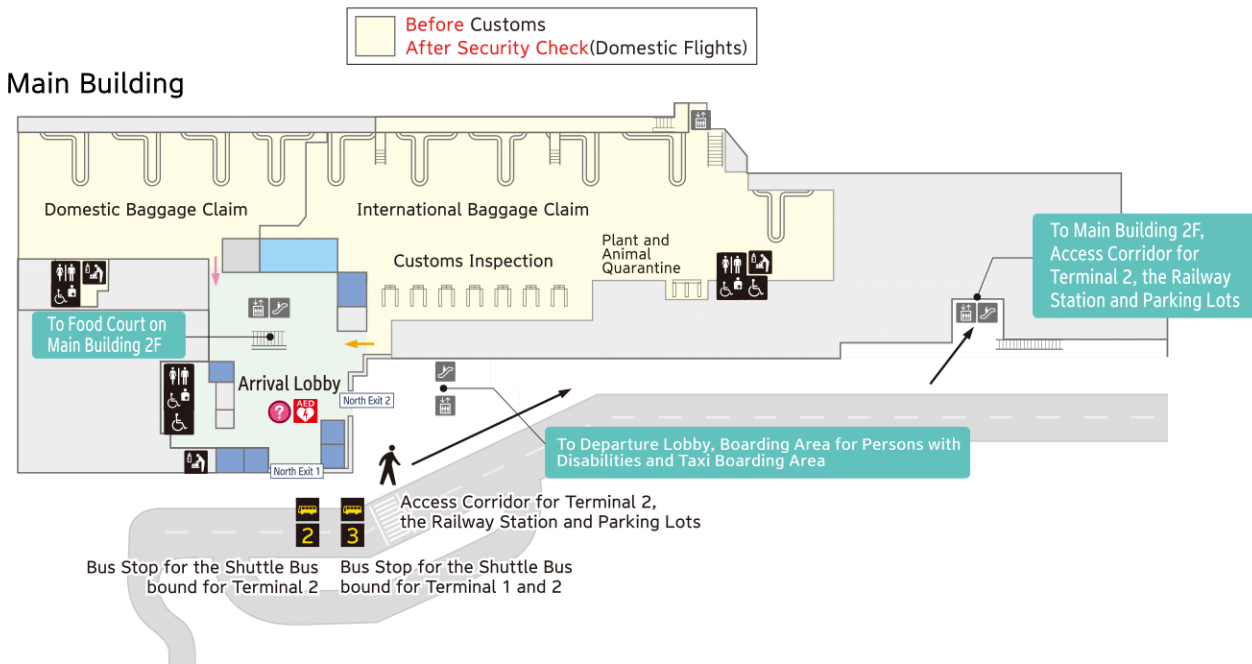 Before Customs
After Security Check(Domestic Flights)
Main Building
Domestic Baggage Claim
International Baggage Claim
Plant and
Animal
Quarantine
Customs Inspection
To Main Building 2F,
Access Corridor for
Terminal 2, the Railway
Station and Parking Lots
To Food Court on
Main Building 2F
Arrival Lobby
?
AED
North Exit 2
To Departure Lobby, Boarding Area for Persons with
Disabilities and Taxi Boarding Area
North Exit 1
Access Corridor for Terminal 2,
the Railway Station and Parking Lots
2
3
Bus Stop for the Shuttle Bus
bound for Terminal 2
Bus Stop for the Shuttle Bus
bound for Terminal 1 and 2